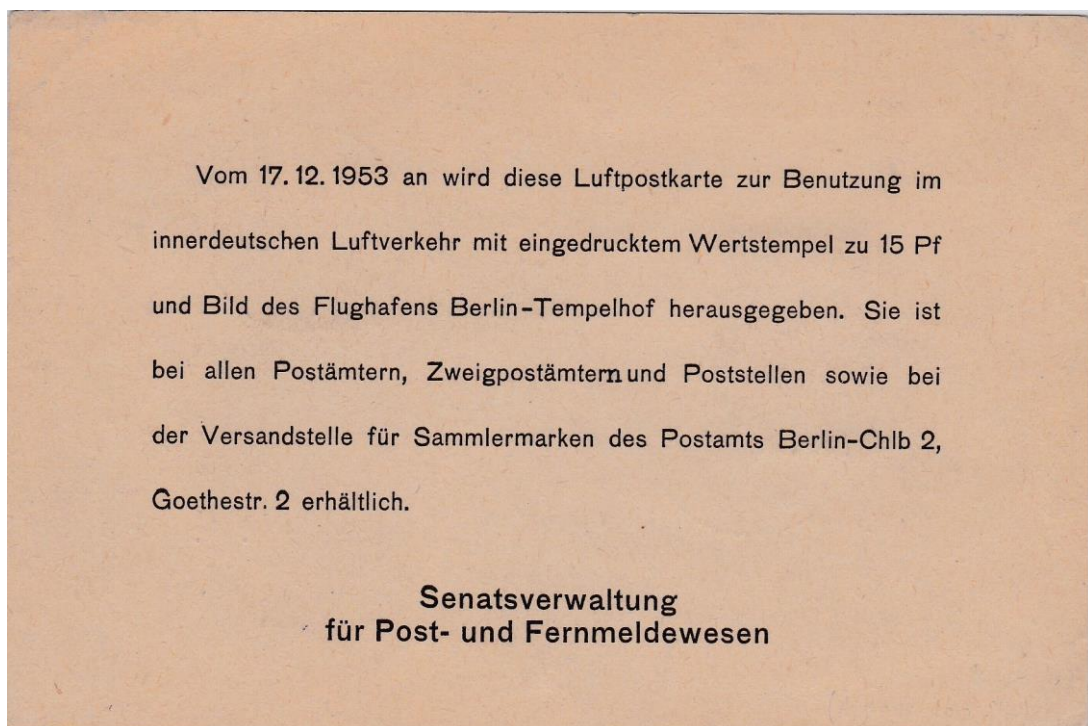 Vom 17.12.1953 an wird diese Luftpostkarte zur Benutzung im
innerdeutschen Luftverkehr mit eingedrucktem Wertstempel zu 15 Pf
und Bild des Flughafens Berlin-Tempelhof herausgegeben. Sie ist
bei allen Postämtern, Zweigpostämtern und Poststellen sowie bei
der Versandstelle für Sammlermarken des Postamts Berlin-Chlb 2,
Goethestr. 2 erhältlich.
Senatsverwaltung
für Post- und Fernmeldewesen